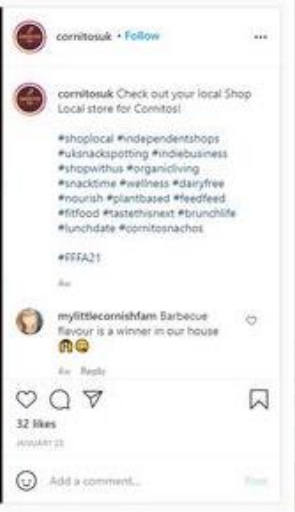 cornitosuk • Follow
cornitosuk Check out your local Shop
Local store for Cornitos!
#shoplocal #independentshops
#uksnackspotting #indiebusiness
#shopwithus #organicliving
#snacktime #wellness #dairyfree
#nourish #plantbased #feedfeed
#fitfood #tastethisnext #brunchlife
#lunchdate #cornitosnachos
#FFFA21
4w
mylittlecornishfam Barbecue
flavour is a winner in our house
4w Reply
32 likes
Add a comment...
Post